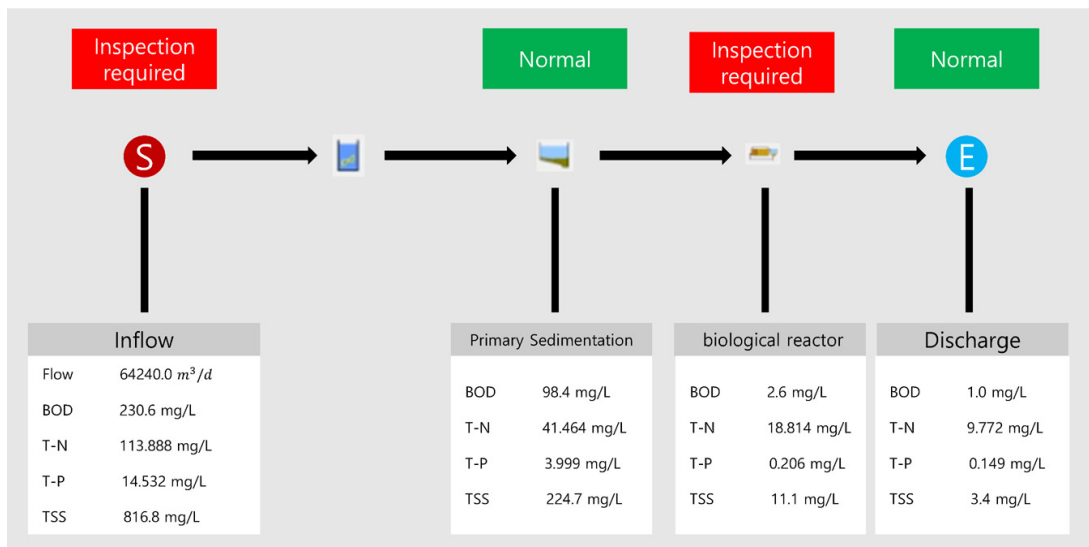 Inspection
required
Normal
Inspection
required
Normal
S
E
Inflow
Flow 64240.0 m³/d
BOD 230.6 mg/L
T-N 113.888 mg/L
T-P 14.532 mg/L
TSS 816.8 mg/L
Primary Sedimentation
BOD 98.4 mg/L
T-N 41.464 mg/L
T-P 3.999 mg/L
TSS 224.7 mg/L
biological reactor
BOD 2.6 mg/L
T-N 18.814 mg/L
T-P 0.206 mg/L
TSS 11.1 mg/L
Discharge
BOD 1.0 mg/L
T-N 9.772 mg/L
T-P 0.149 mg/L
TSS 3.4 mg/L